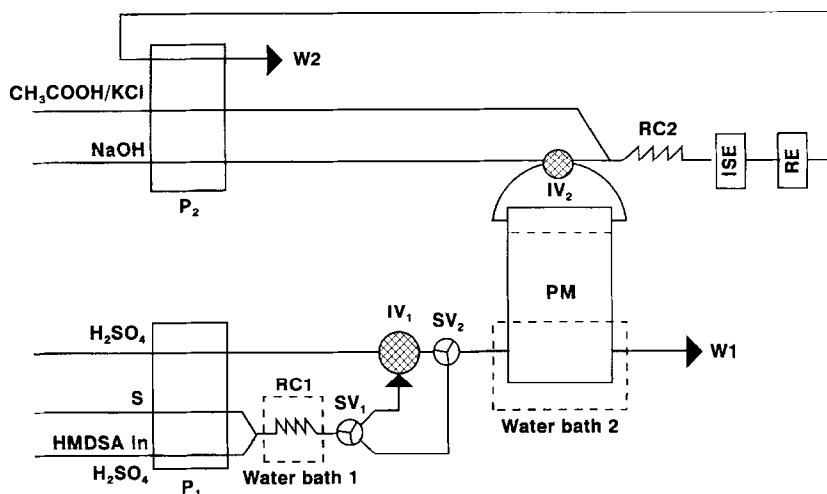 W2
CH₃COOH/KCl
NaOH
P₂
RC2
ISE
RE
IV₂
PM
H₂SO₄
IV₁
SV₂
W1
S
RC1
SV₁
HMDSA in
H₂SO₄
P₁
Water bath 1
Water bath 2